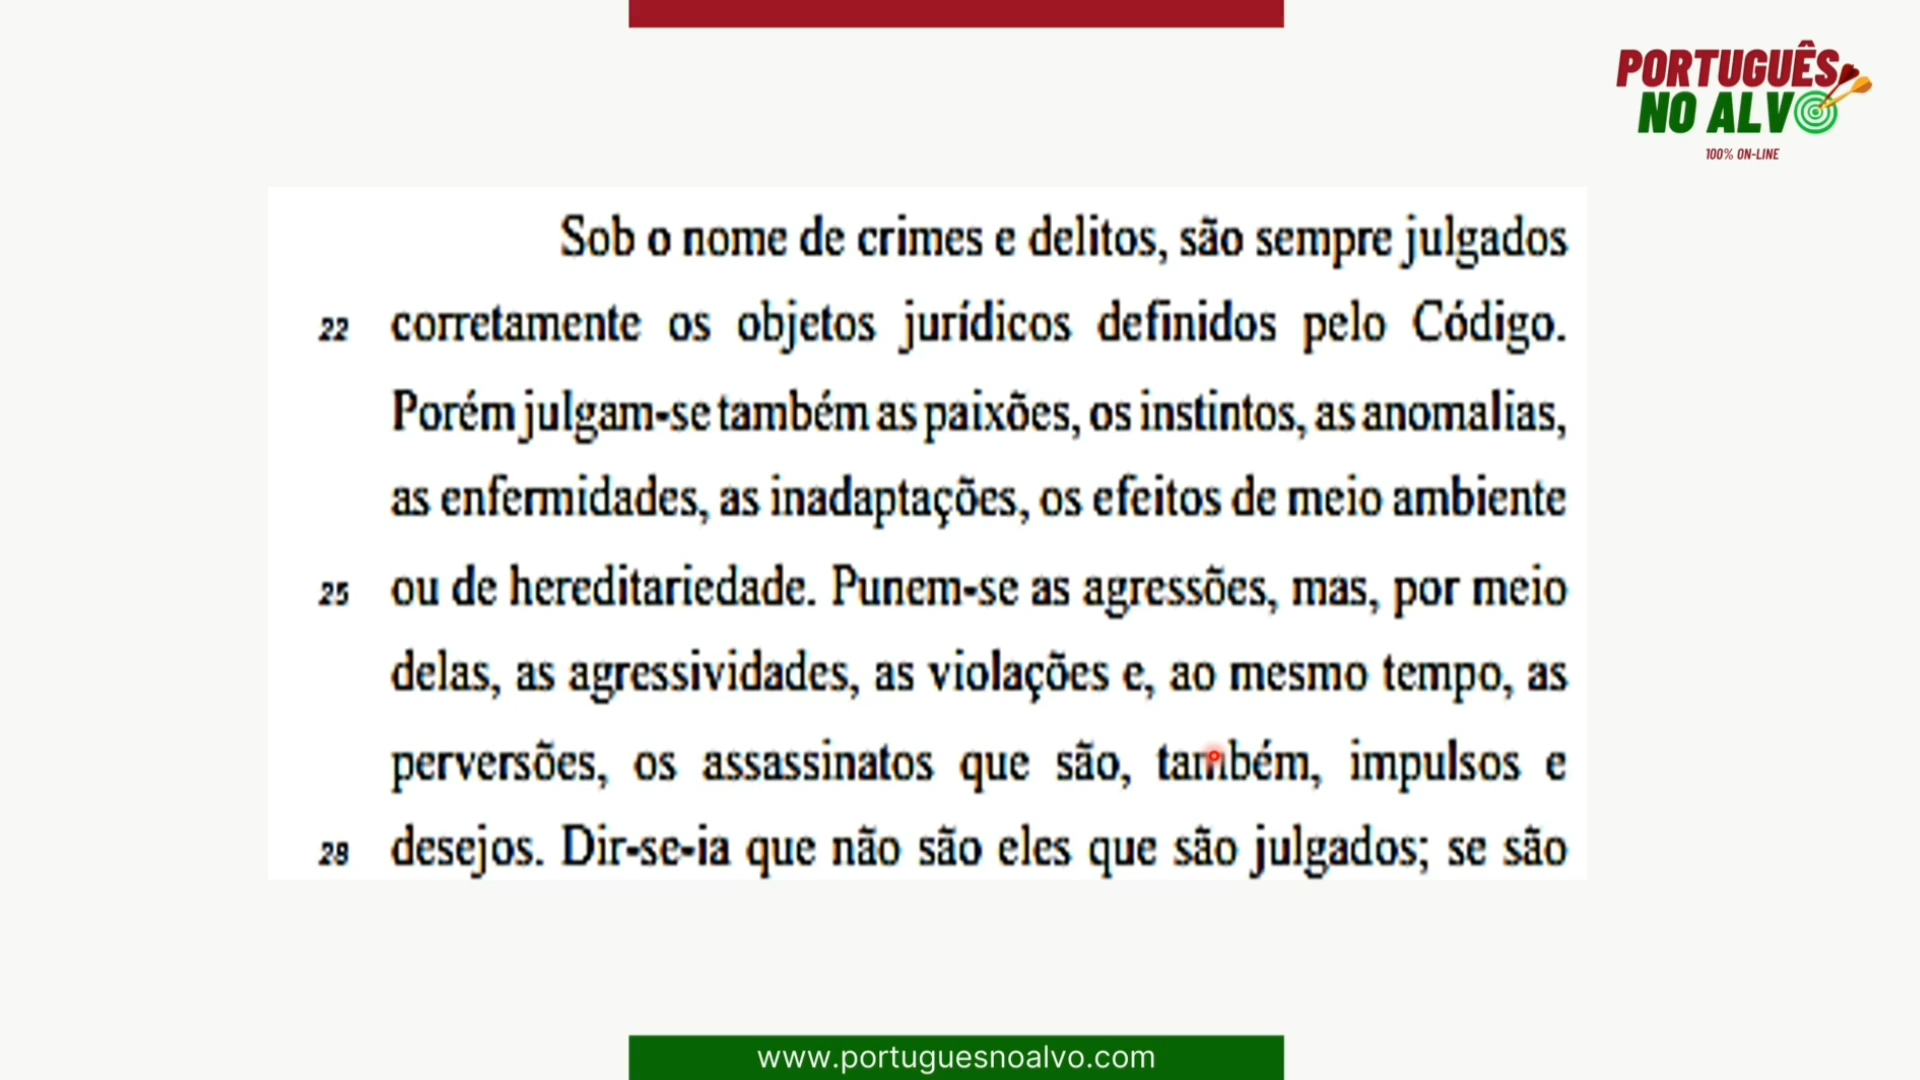 PORTUGUÊS
NO ALVO
100% ON-LINE
Sob o nome de crimes e delitos, são sempre julgados
22 corretamente os objetos jurídicos definidos pelo Código.
Porém julgam-se também as paixões, os instintos, as anomalias,
as enfermidades, as inadaptações, os efeitos de meio ambiente
25 ou de hereditariedade. Punem-se as agressões, mas, por meio
delas, as agressividades, as violações e, ao mesmo tempo, as
perversões, os assassinatos que são, também, impulsos e
28 desejos. Dir-se-ia que não são eles que são julgados; se são
www.portuguesnoalvo.com